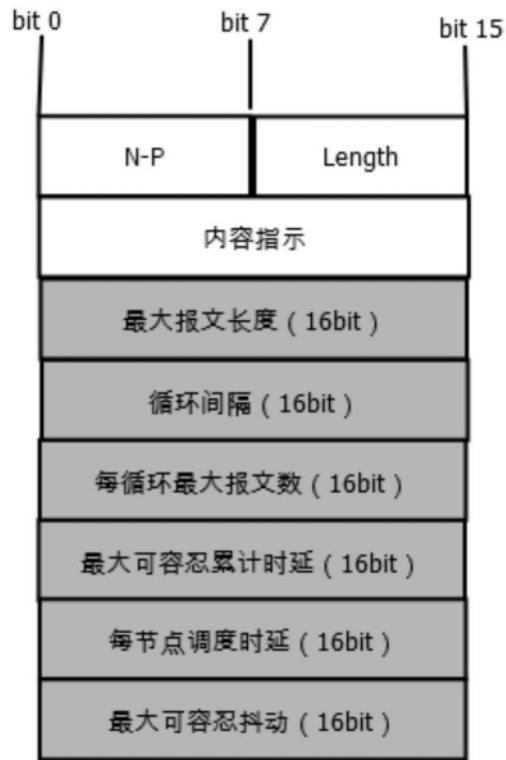 bit 0 bit 7 bit 15
N-P Length
内容指示
最大报文长度（16bit）
循环间隔（16bit）
每循环最大报文数（16bit）
最大可容忍累计时延（16bit）
每节点调度时延（16bit）
最大可容忍抖动（16bit）